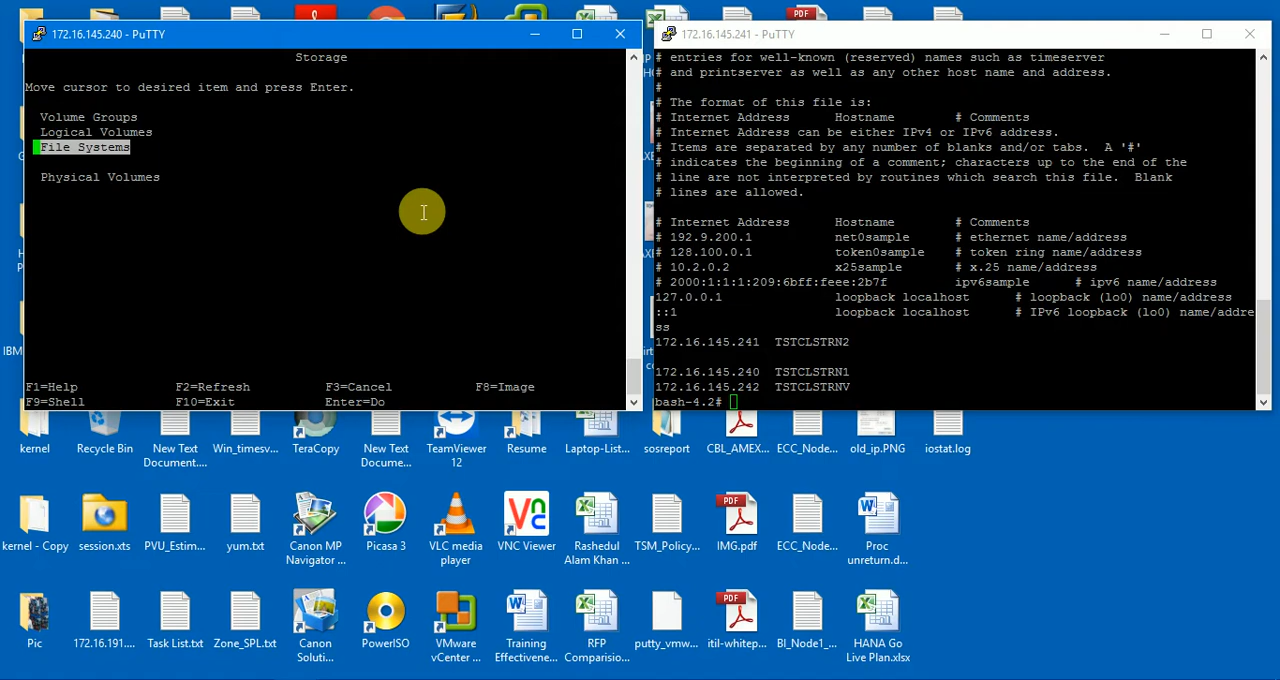 172.16.145.240 - PuTTY
Storage
Move cursor to desired item and press Enter.
Volume Groups
Logical Volumes
File Systems
Physical Volumes
F1=Help F2=Refresh F3=Cancel F8=Image
F9=Shell F10=Exit Enter=Do
172.16.145.241 - PuTTY
# entries for well-known (reserved) names such as timeserver
# and printserver as well as any other host name and address.
#
# The format of this file is:
# Internet Address Hostname # Comments
# Internet Address can be either IPv4 or IPv6 address.
# Items are separated by any number of blanks and/or tabs. A '#'
# indicates the beginning of a comment; characters up to the end of the
# line are not interpreted by routines which search this file. Blank
# lines are allowed.
# Internet Address Hostname # Comments
# 192.9.200.1 net0sample # ethernet name/address
# 128.100.0.1 token0sample # token ring name/address
# 10.2.0.2 x25sample # x.25 name/address
# 2000:1:1:1:209:6bff:feee:2b7f ipv6sample # ipv6 name/address
127.0.0.1 loopback localhost # loopback (lo0) name/address
::1 loopback localhost # IPv6 loopback (lo0) name/addre
ss
172.16.145.241 TSTCLSTRN2
172.16.145.240 TSTCLSTRN1
172.16.145.242 TSTCLSTRNV
bash-4.2#
kernel
Recycle Bin
New Text
Document....
Win_timesv...
TeraCopy
New Text
Docume...
TeamViewer
12
Resume
Laptop-List...
sosreport
CBL_AMEX...
ECC_Node...
old_ip.PNG
iostat.log
kernel - Copy
session.xts
PVU_Estim...
yum.txt
Canon MP
Navigator ...
Picasa 3
VLC media
player
VNC Viewer
Rashedul
Alam Khan ...
TSM_Policy...
IMG.pdf
ECC_Node...
Proc
unreturn.d...
Pic
172.16.191....
Task List.txt
Zone_SPL.txt
Canon
Soluti...
PowerISO
VMware
vCenter ...
Training
Effectivene...
RFP
Comparision...
putty_vmw...
itil-whitep...
BI_Node1_...
HANA Go
Live Plan.xlsx